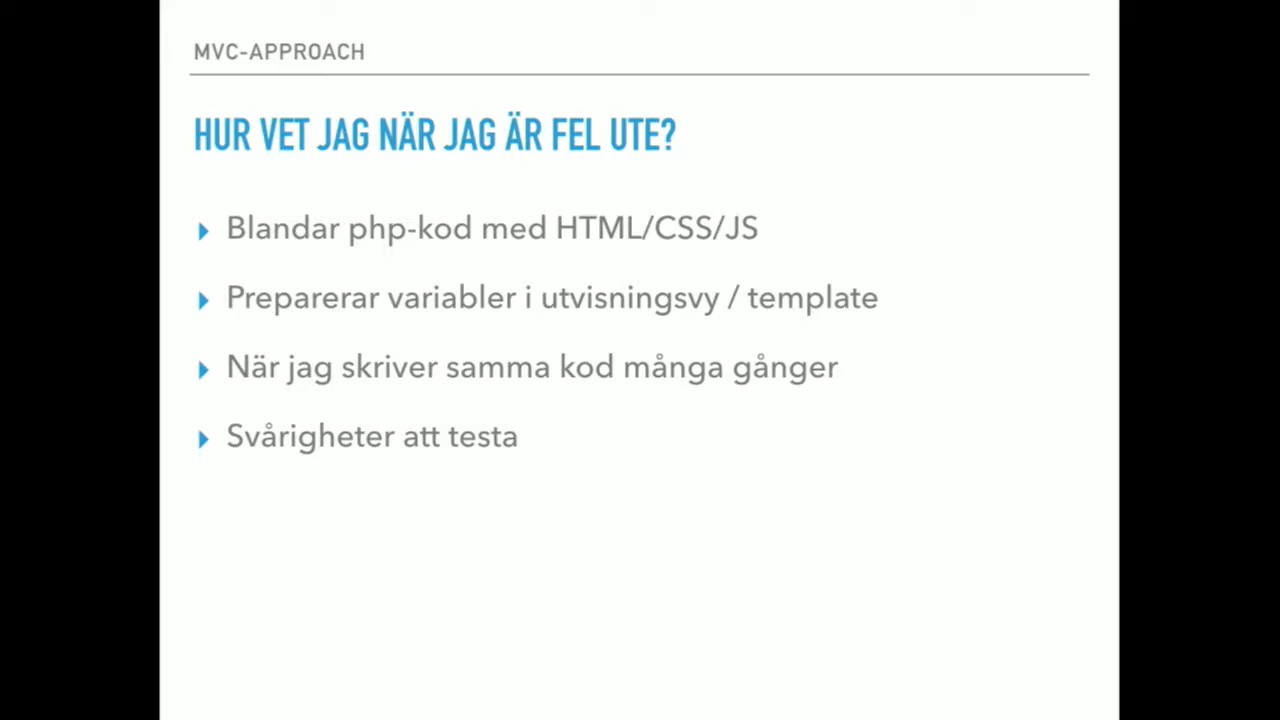 MVC-APPROACH
HUR VET JAG NÄR JAG ÄR FEL UTE?
Blandar php-kod med HTML/CSS/JS
Preparerar variabler i utvisningsvy / template
När jag skriver samma kod många gånger
Svårigheter att testa